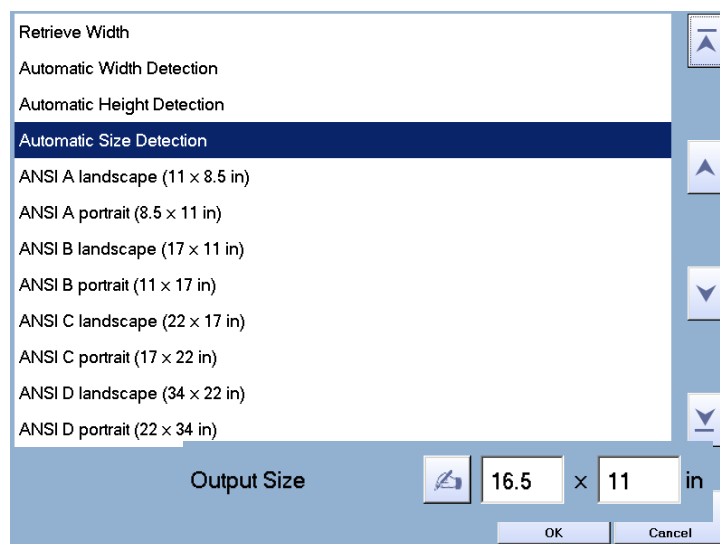 Retrieve Width
Automatic Width Detection
Automatic Height Detection
Automatic Size Detection
ANSI A landscape (11 x 8.5 in)
ANSI A portrait (8.5 x 11 in)
ANSI B landscape (17 x 11 in)
ANSI B portrait (11 x 17 in)
ANSI C landscape (22 x 17 in)
ANSI C portrait (17 x 22 in)
ANSI D landscape (34 x 22 in)
ANSI D portrait (22 x 34 in)
Output Size 16.5 x 11 in
OK Cancel